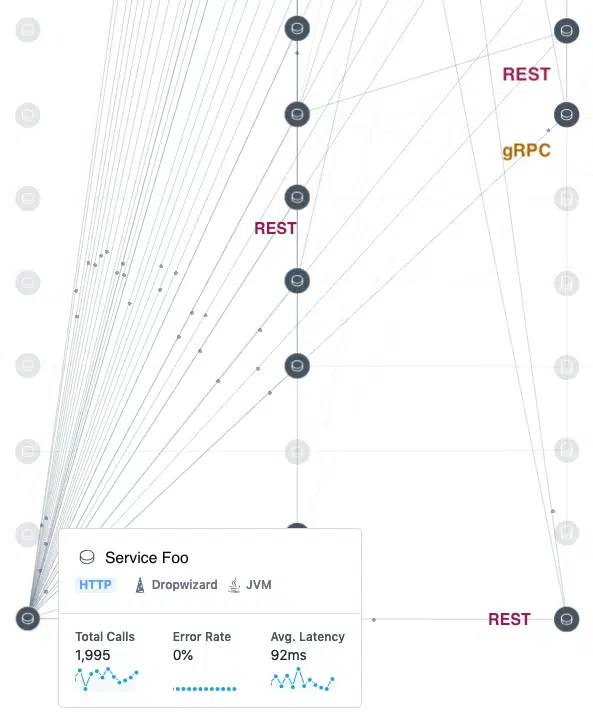 REST
gRPC
REST
Service Foo
HTTP Dropwizard JVM
Total Calls Error Rate Avg. Latency
1,995 0% 92ms
REST